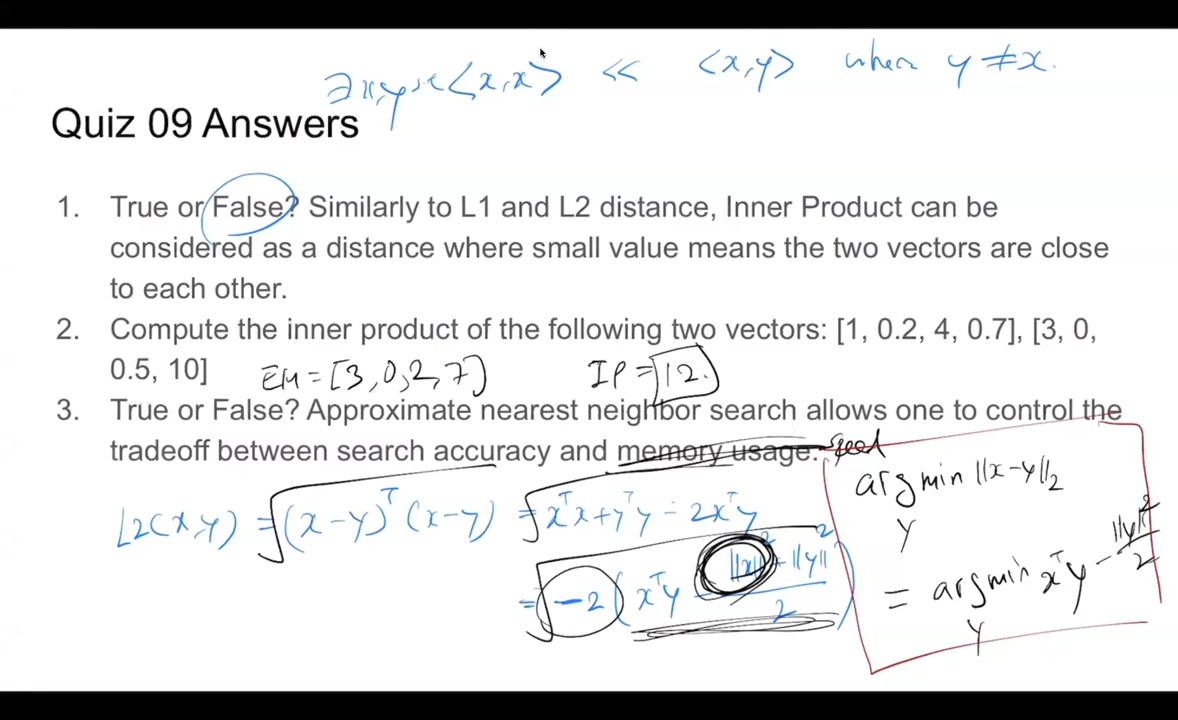 <x,x> << <x,y> when y ≠ x.
Quiz 09 Answers
1. True or False? Similarly to L1 and L2 distance, Inner Product can be
considered as a distance where small value means the two vectors are close
to each other.
2. Compute the inner product of the following two vectors: [1, 0.2, 4, 0.7], [3, 0,
0.5, 10]
EM = [3, 0, 2, 7] IP = 12.
3. True or False? Approximate nearest neighbor search allows one to control the
tradeoff between search accuracy and memory usage. speed
L2(x,y) = √(x-y)ᵀ(x-y) = √xᵀx + yᵀy - 2xᵀy
= √-2(xᵀy - (||x||² + ||y||²)/2)
argmin ||x-y||₂
y
= argmin xᵀy - ||y||²/2
y